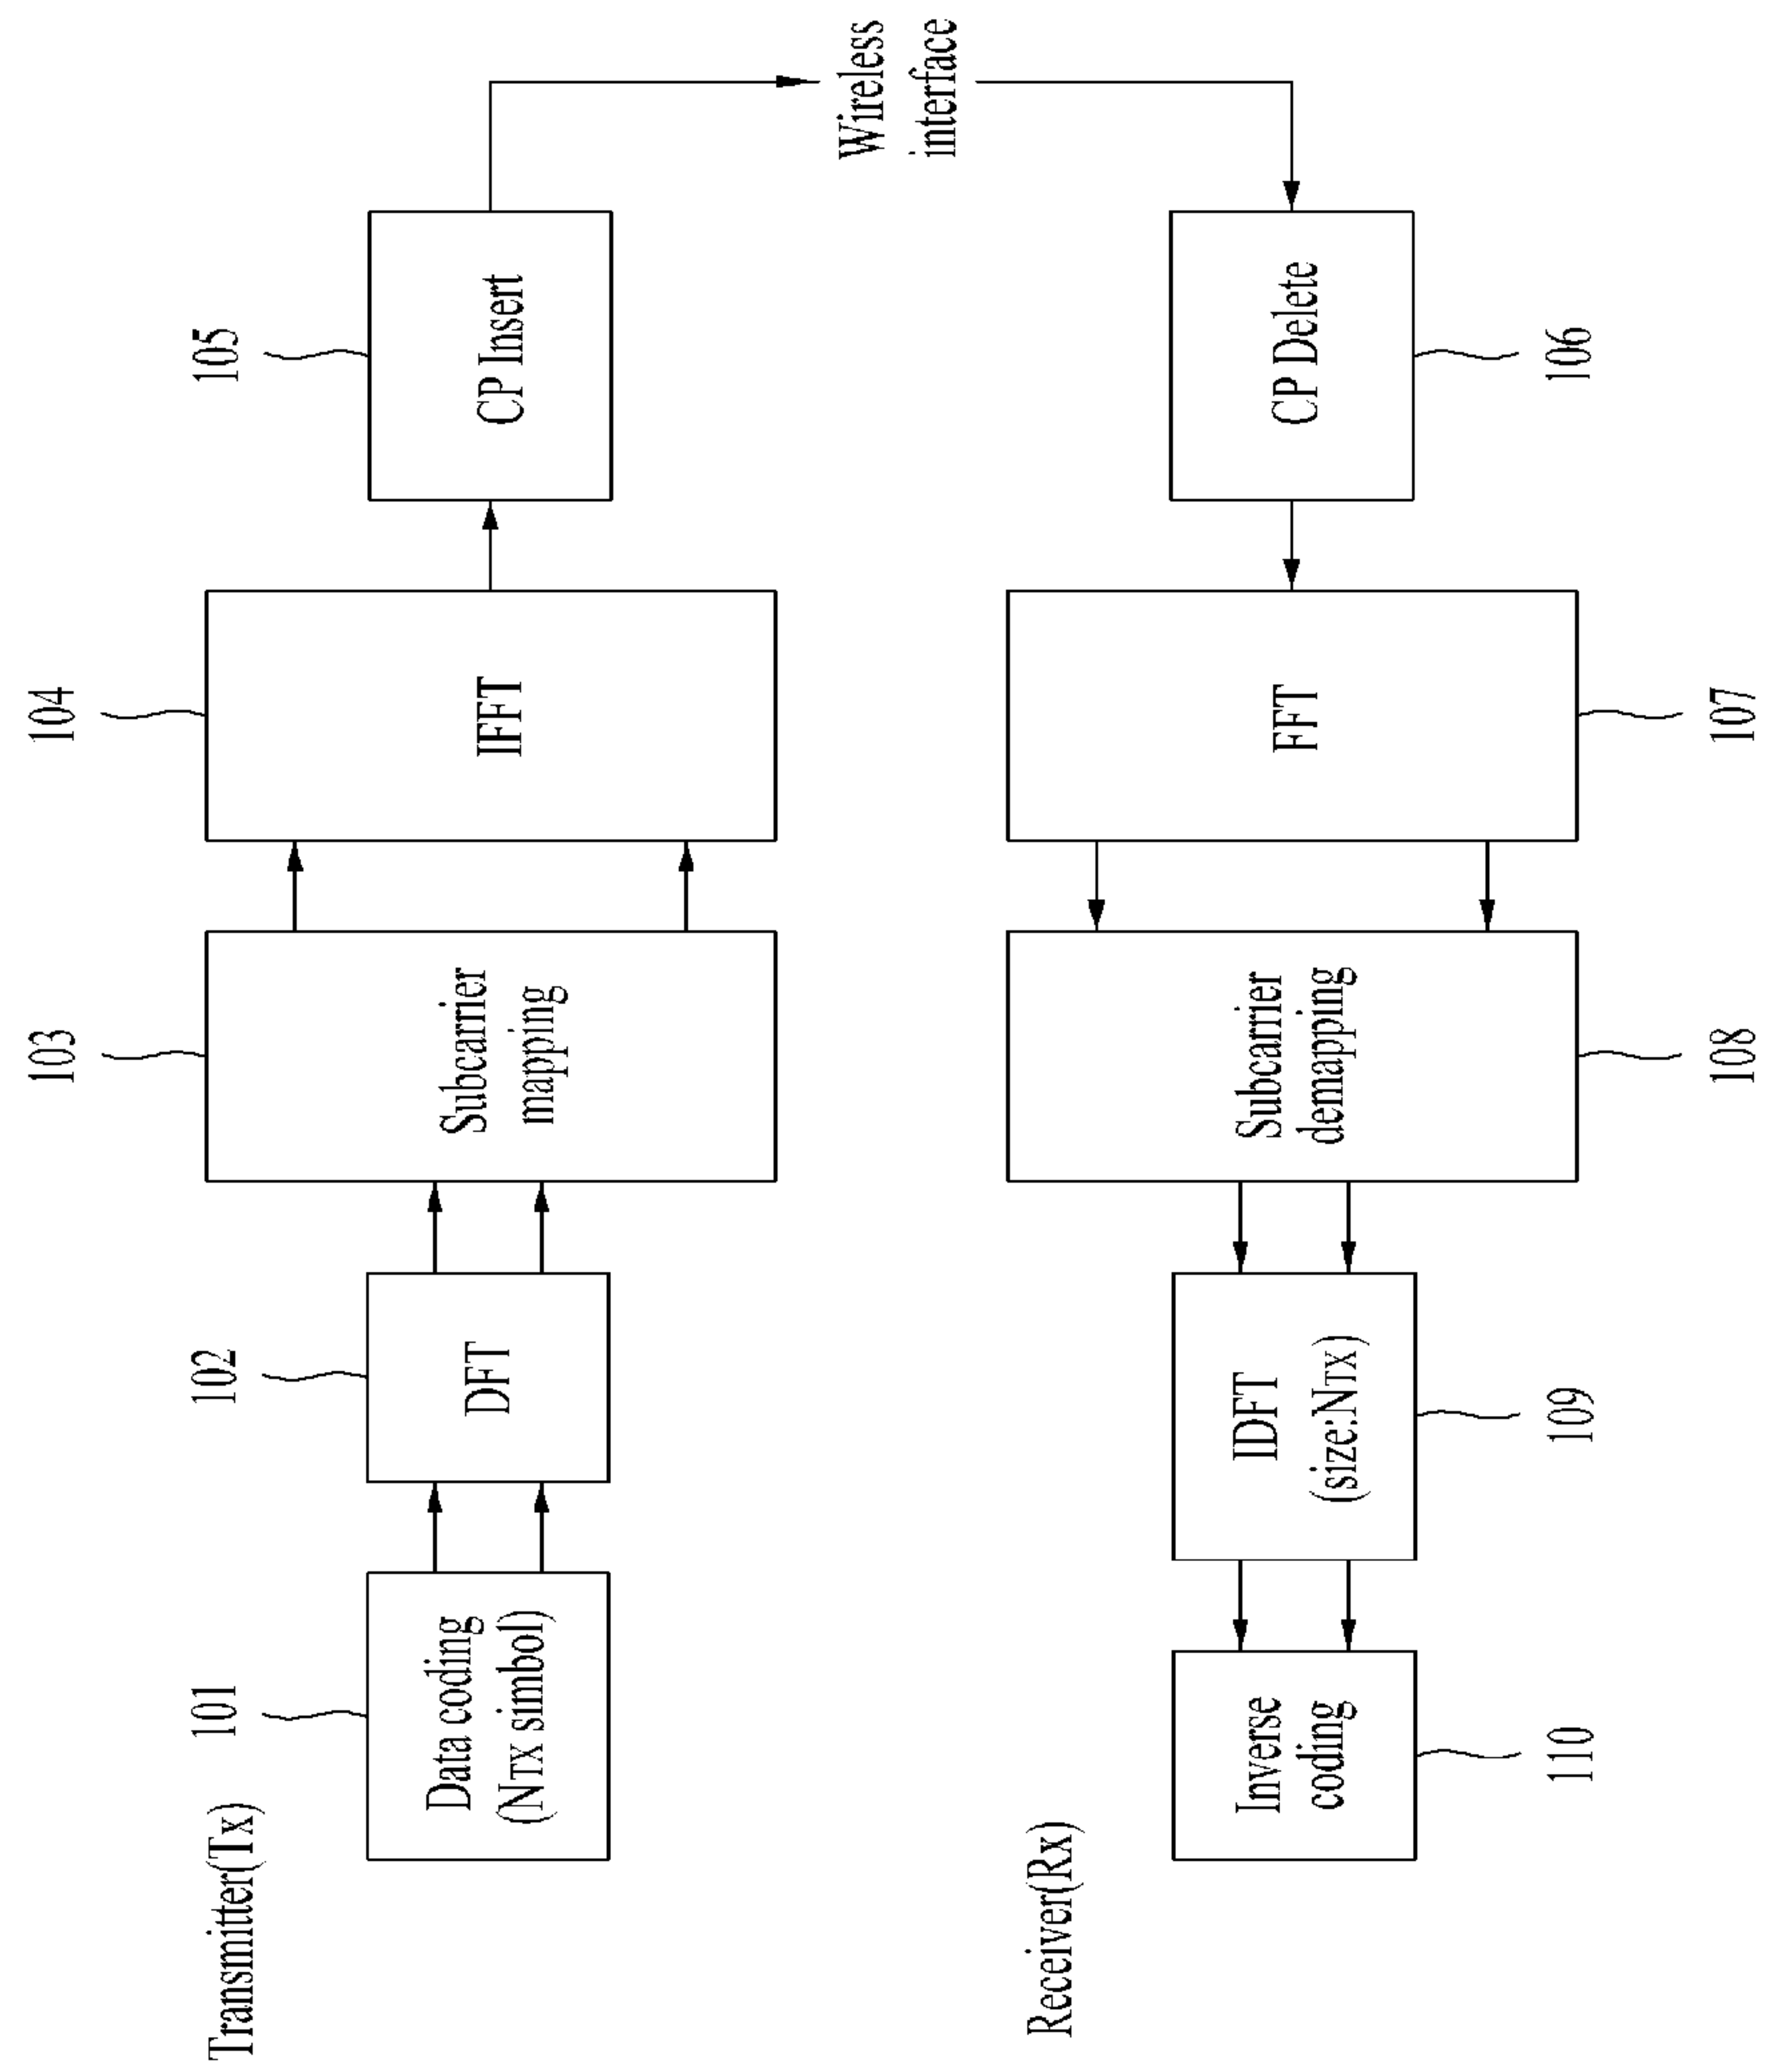 Transmitter(Tx)
101
102
103
104
105
Data coding
(NTX simbol)
DFT
Subcarrier
mapping
IFFT
CP Insert
Wireless
interface
Receiver(Rx)
Inverse
coding
IDFT
(size:NTX)
Subcarrier
demapping
FFT
CP Delete
110
109
108
107
106